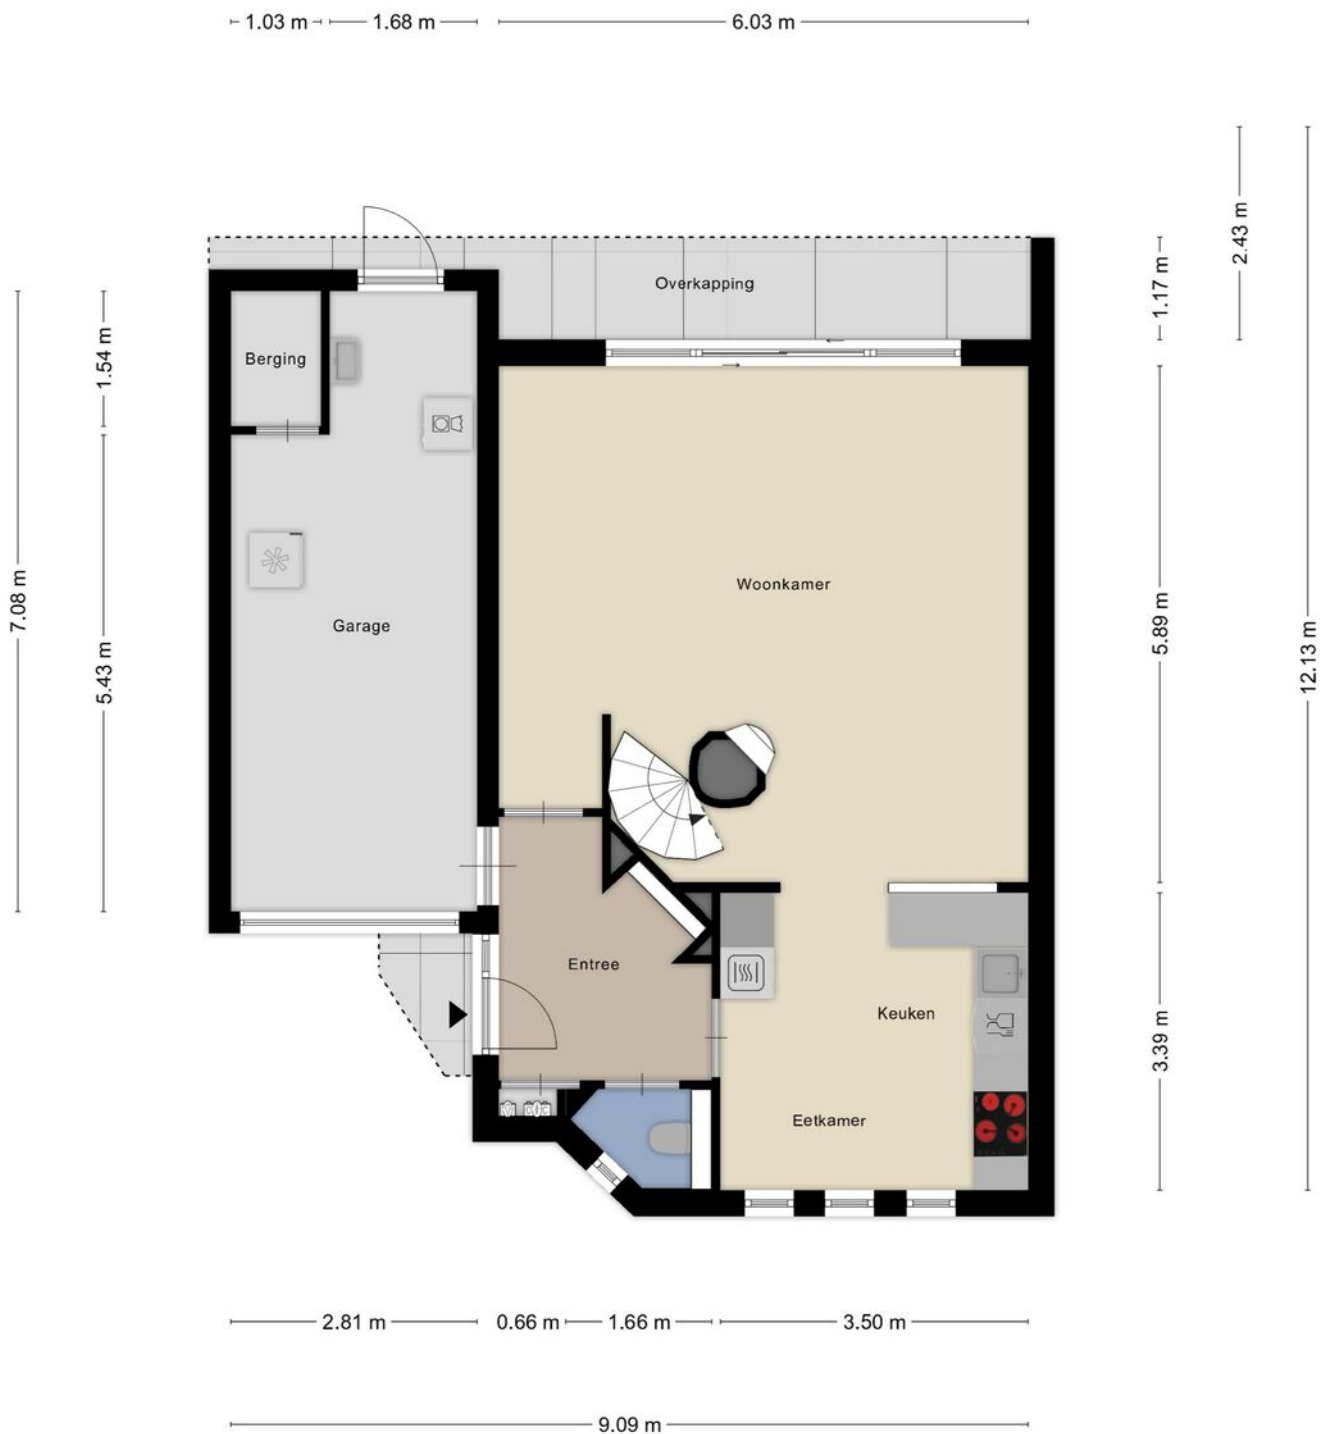 1.03 m
1.68 m
6.03 m
2.43 m
1.17 m
Overkapping
1.54 m
Berging
7.08 m
5.43 m
Garage
Woonkamer
5.89 m
12.13 m
Entree
Keuken
3.39 m
Eetkamer
2.81 m
0.66 m
1.66 m
3.50 m
9.09 m